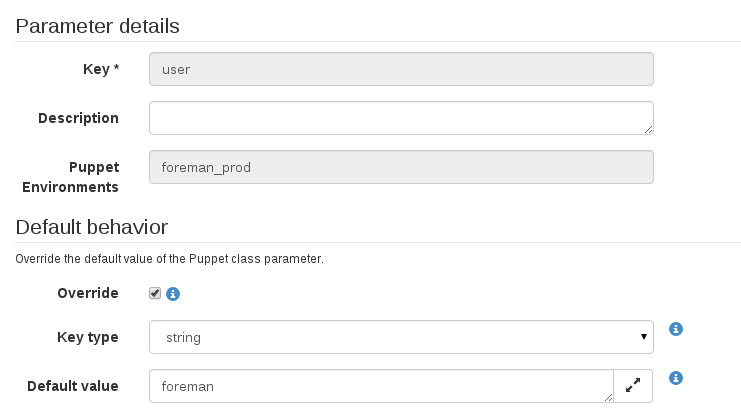 Parameter details
Key *
user
Description
Puppet
Environments
foreman_prod
Default behavior
Override the default value of the Puppet class parameter.
Override
Key type
string
Default value
foreman